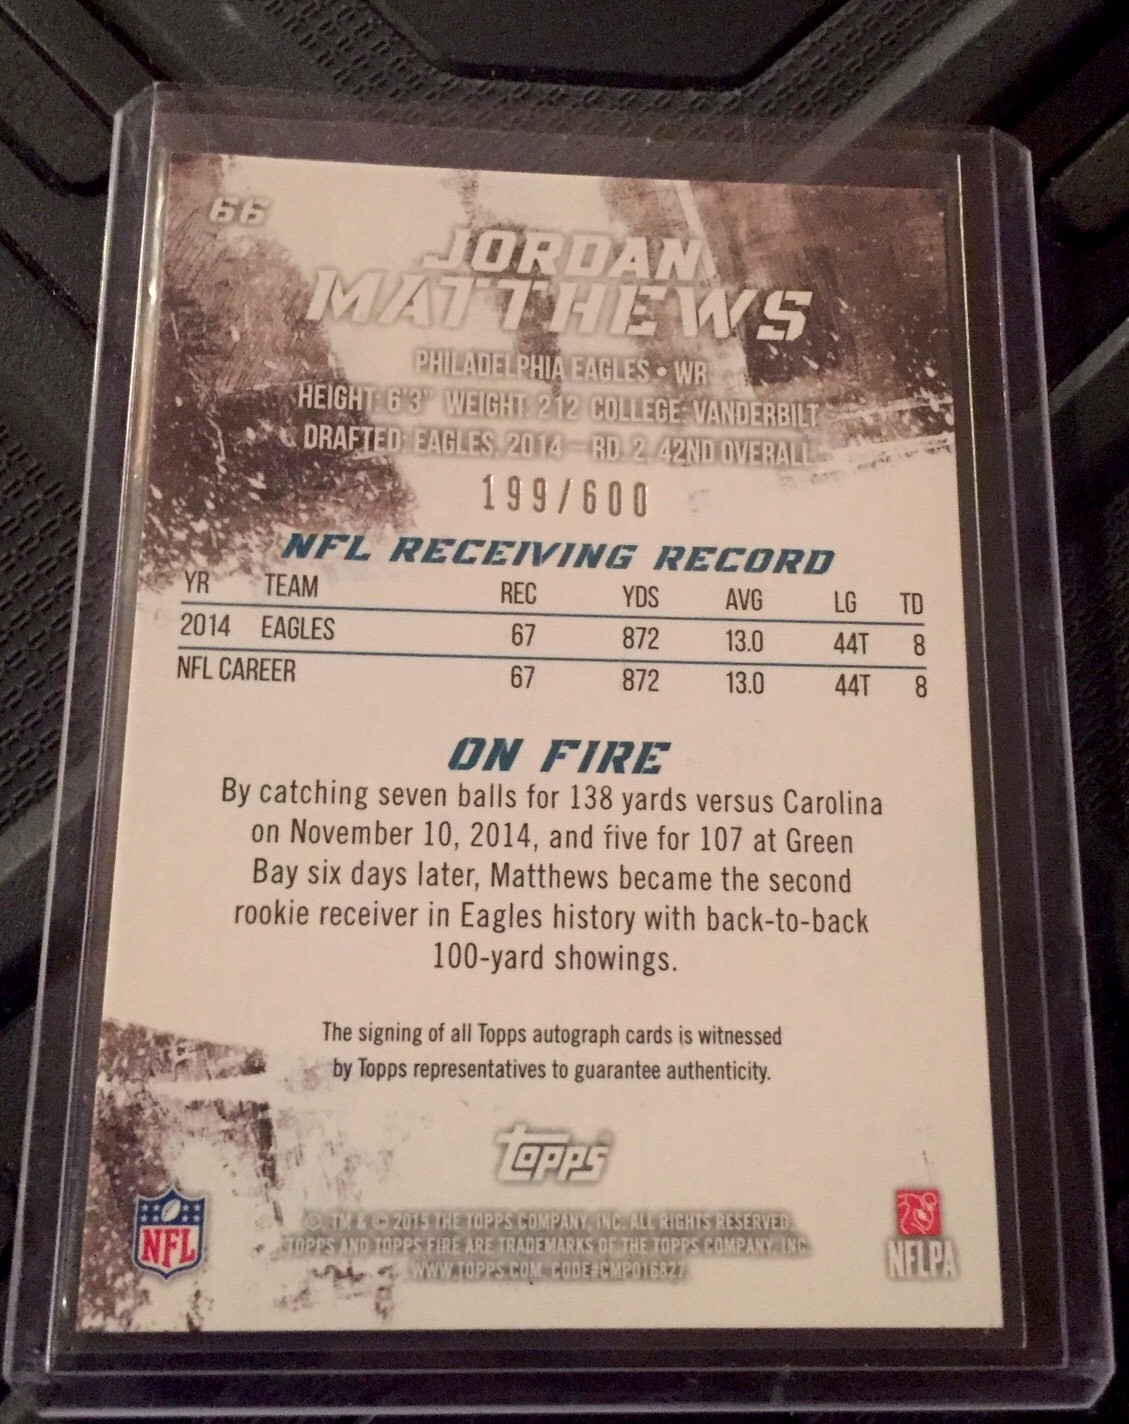 66
JORDAN
MATTHEWS
PHILADELPHIA EAGLES • WR
HEIGHT: 6'3" WEIGHT: 212 COLLEGE: VANDERBILT
DRAFTED: EAGLES, 2014 – RD. 2, 42ND OVERALL
199/600
NFL RECEIVING RECORD
YR TEAM REC YDS AVG LG TD
2014 EAGLES 67 872 13.0 44T 8
NFL CAREER 67 872 13.0 44T 8
ON FIRE
By catching seven balls for 138 yards versus Carolina
on November 10, 2014, and five for 107 at Green
Bay six days later, Matthews became the second
rookie receiver in Eagles history with back-to-back
100-yard showings.
The signing of all Topps autograph cards is witnessed
by Topps representatives to guarantee authenticity.
Topps
®, TM & © 2015 THE TOPPS COMPANY, INC. ALL RIGHTS RESERVED.
TOPPS AND TOPPS FIRE ARE TRADEMARKS OF THE TOPPS COMPANY, INC.
WWW.TOPPS.COM CODE#CMP016827
NFL
NFLPA